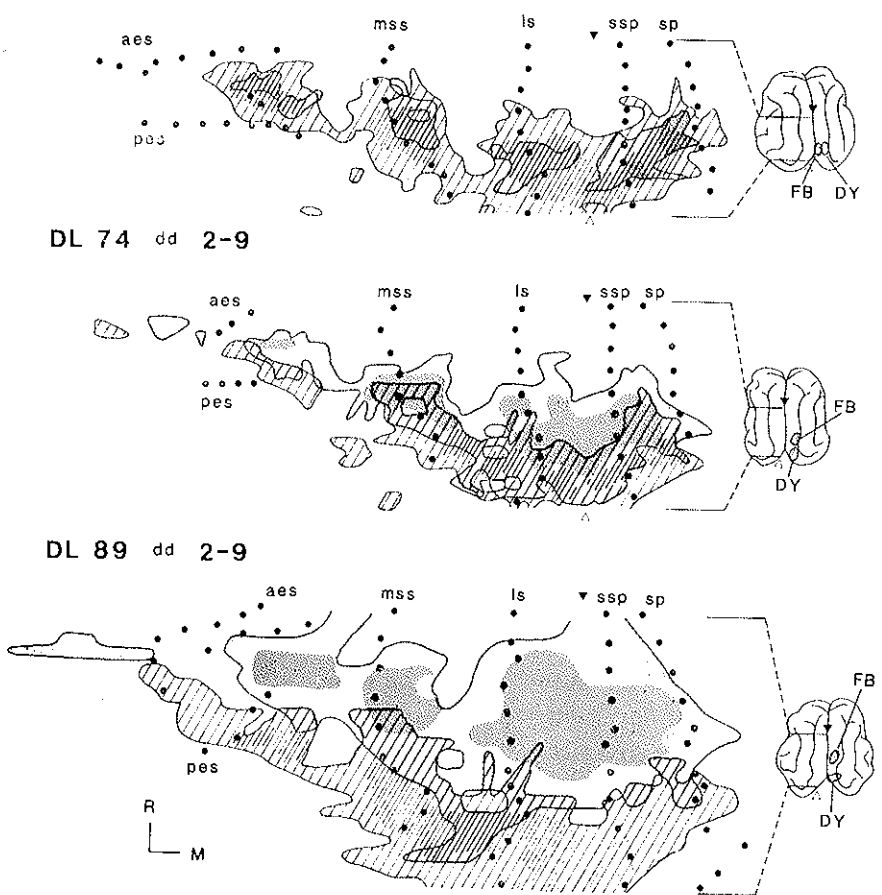 aes mss ls ssp sp
pes
FB DY
DL 74 dd 2-9
aes mss ls ssp sp
pes
FB
DY
DL 89 dd 2-9
aes mss ls ssp sp
pes
FB
DY
R
M